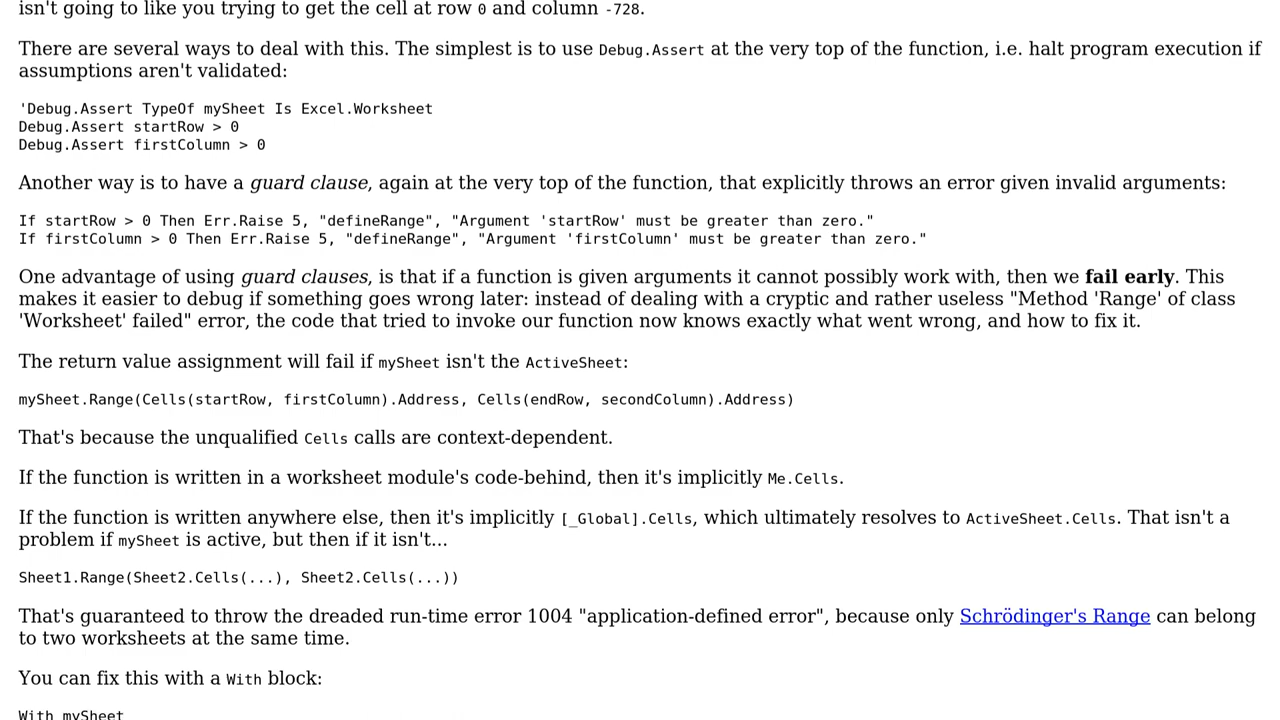 isn't going to like you trying to get the cell at row 0 and column -728.
There are several ways to deal with this. The simplest is to use Debug.Assert at the very top of the function, i.e. halt program execution if
assumptions aren't validated:
'Debug.Assert TypeOf mySheet Is Excel.Worksheet
Debug.Assert startRow > 0
Debug.Assert firstColumn > 0
Another way is to have a guard clause, again at the very top of the function, that explicitly throws an error given invalid arguments:
If startRow > 0 Then Err.Raise 5, "defineRange", "Argument 'startRow' must be greater than zero."
If firstColumn > 0 Then Err.Raise 5, "defineRange", "Argument 'firstColumn' must be greater than zero."
One advantage of using guard clauses, is that if a function is given arguments it cannot possibly work with, then we fail early. This
makes it easier to debug if something goes wrong later: instead of dealing with a cryptic and rather useless "Method 'Range' of class
'Worksheet' failed" error, the code that tried to invoke our function now knows exactly what went wrong, and how to fix it.
The return value assignment will fail if mySheet isn't the ActiveSheet:
mySheet.Range(Cells(startRow, firstColumn).Address, Cells(endRow, secondColumn).Address)
That's because the unqualified Cells calls are context-dependent.
If the function is written in a worksheet module's code-behind, then it's implicitly Me.Cells.
If the function is written anywhere else, then it's implicitly [_Global].Cells, which ultimately resolves to ActiveSheet.Cells. That isn't a
problem if mySheet is active, but then if it isn't...
Sheet1.Range(Sheet2.Cells(...), Sheet2.Cells(...))
That's guaranteed to throw the dreaded run-time error 1004 "application-defined error", because only Schrödinger's Range can belong
to two worksheets at the same time.
You can fix this with a With block:
With mySheet